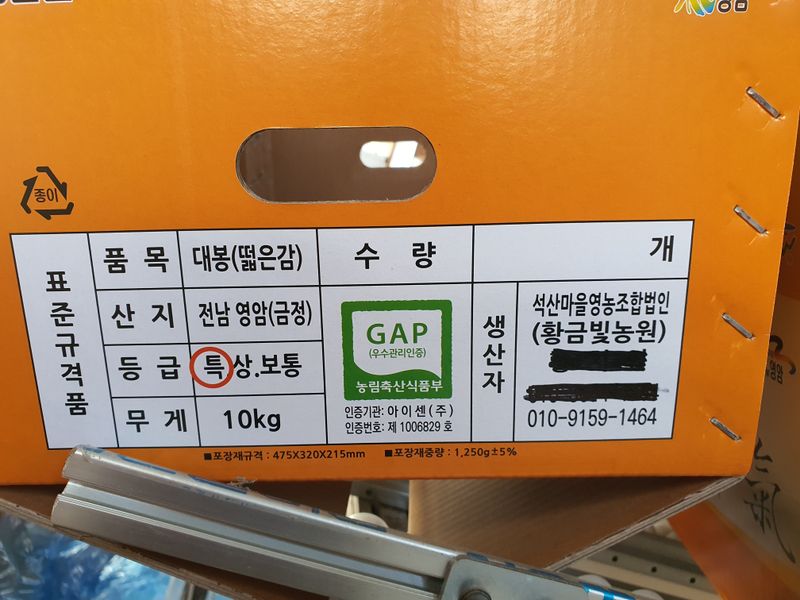 영암
종이
표준규격품
품목 대봉(떫은감) 수량 개
산지 전남 영암(금정)
등급 특상.보통
무게 10kg
GAP
(우수관리인증)
농림축산식품부
인증기관: 아이센(주)
인증번호: 제 1006829 호
생산자
석산마을영농조합법인
(황금빛농원)
010-9159-1464
■포장재규격 : 475X320X215mm ■포장재중량 : 1,250g±5%